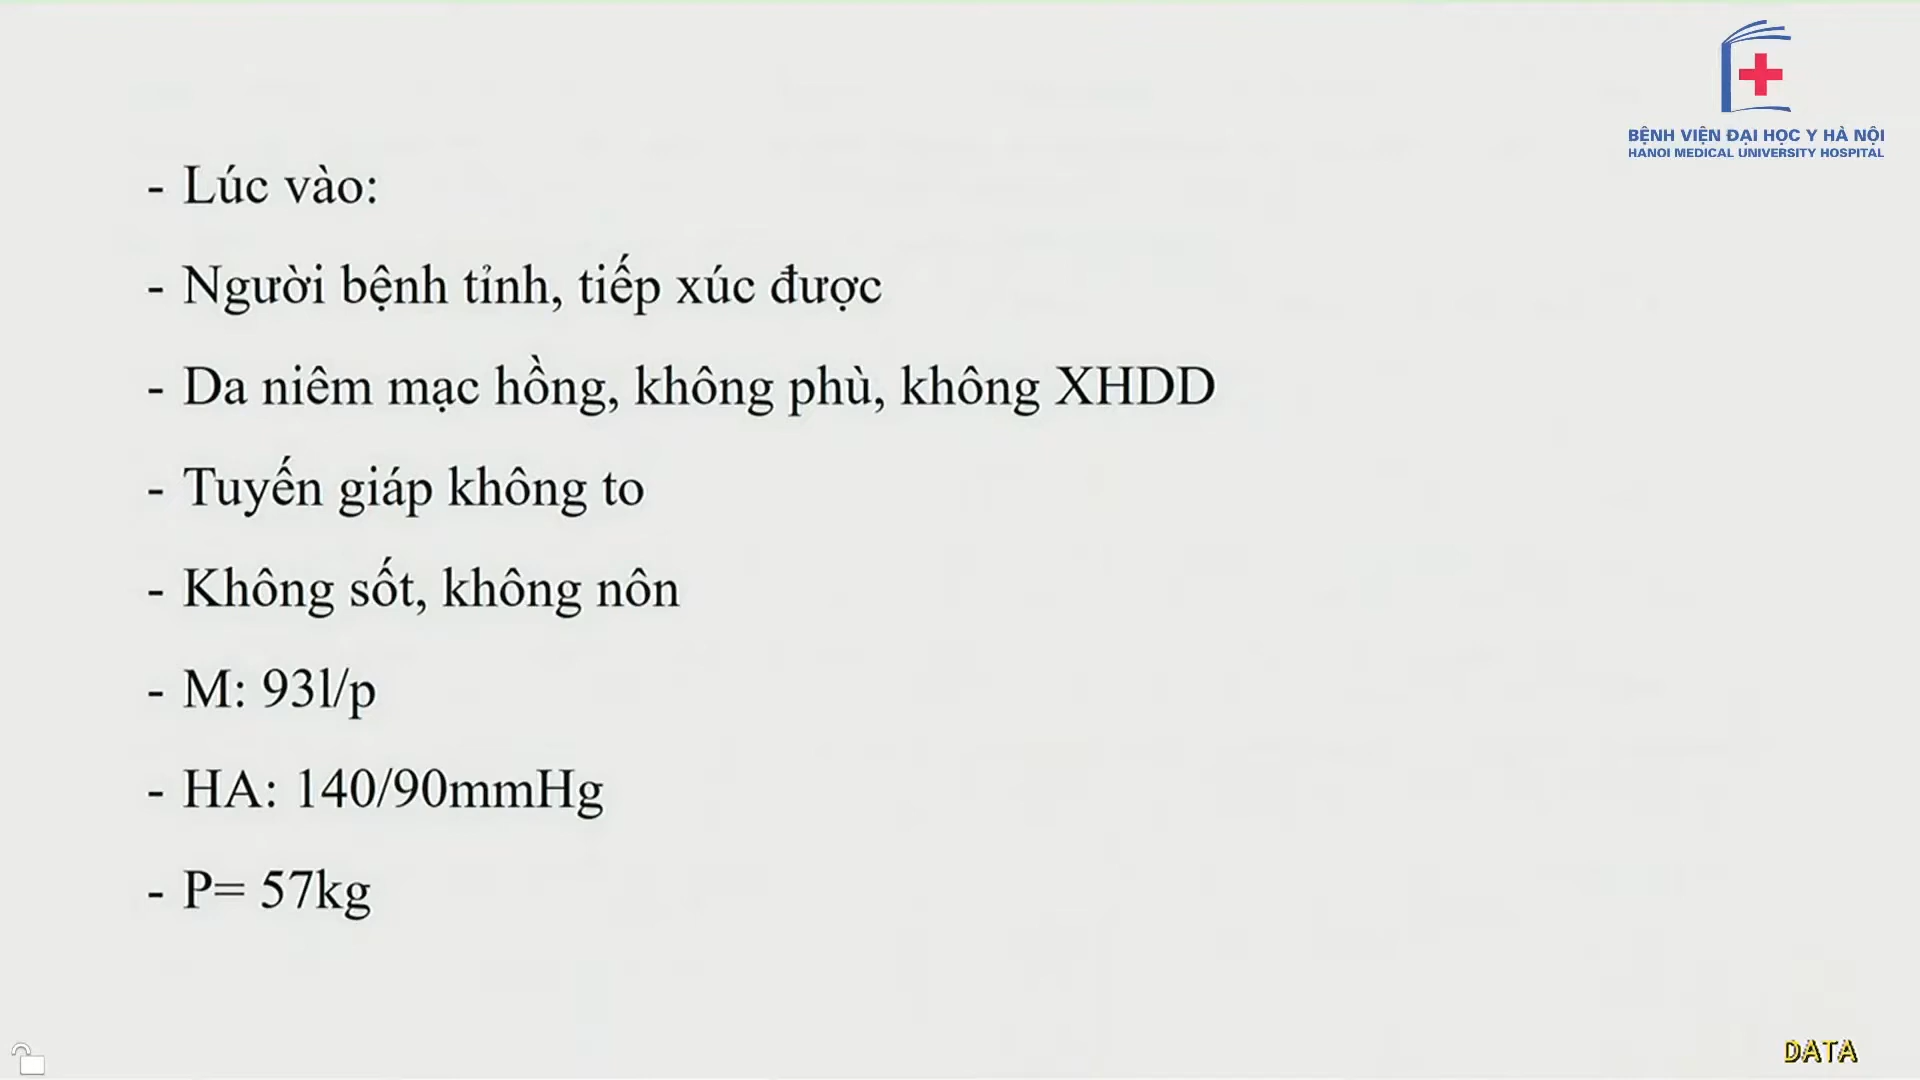 BỆNH VIỆN ĐẠI HỌC Y HÀ NỘI
HANOI MEDICAL UNIVERSITY HOSPITAL
- Lúc vào:
- Người bệnh tỉnh, tiếp xúc được
- Da niêm mạc hồng, không phù, không XHDD
- Tuyến giáp không to
- Không sốt, không nôn
- M: 93l/p
- HA: 140/90mmHg
- P= 57kg
DATA